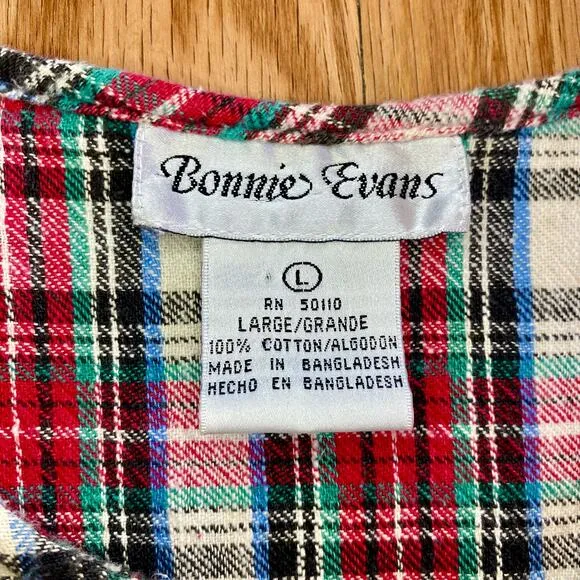 Bonnie Evans
L
RN 50110
LARGE/GRANDE
100% COTTON/ALGODON
MADE IN BANGLADESH
HECHO EN BANGLADESH